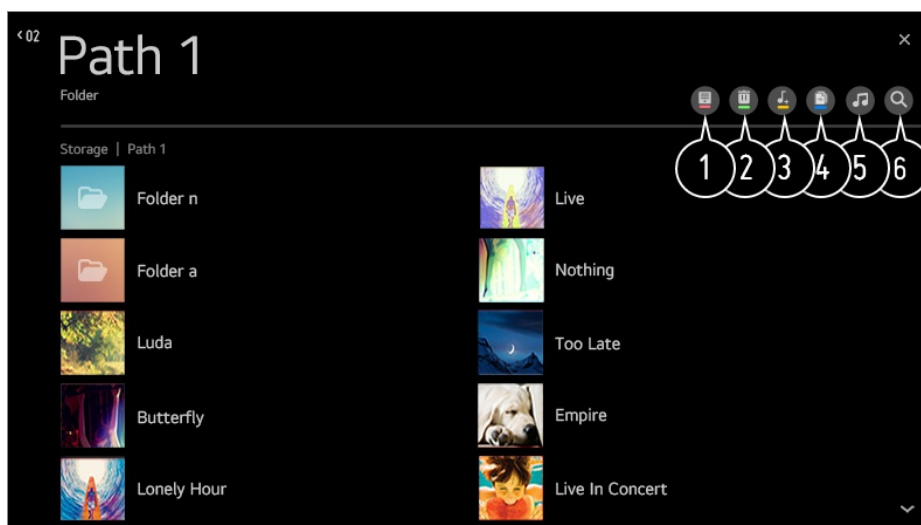 02
Path 1
Folder
1 2 3 4 5 6
Storage | Path 1
Folder n
Live
Folder a
Nothing
Luda
Too Late
Butterfly
Empire
Lonely Hour
Live In Concert